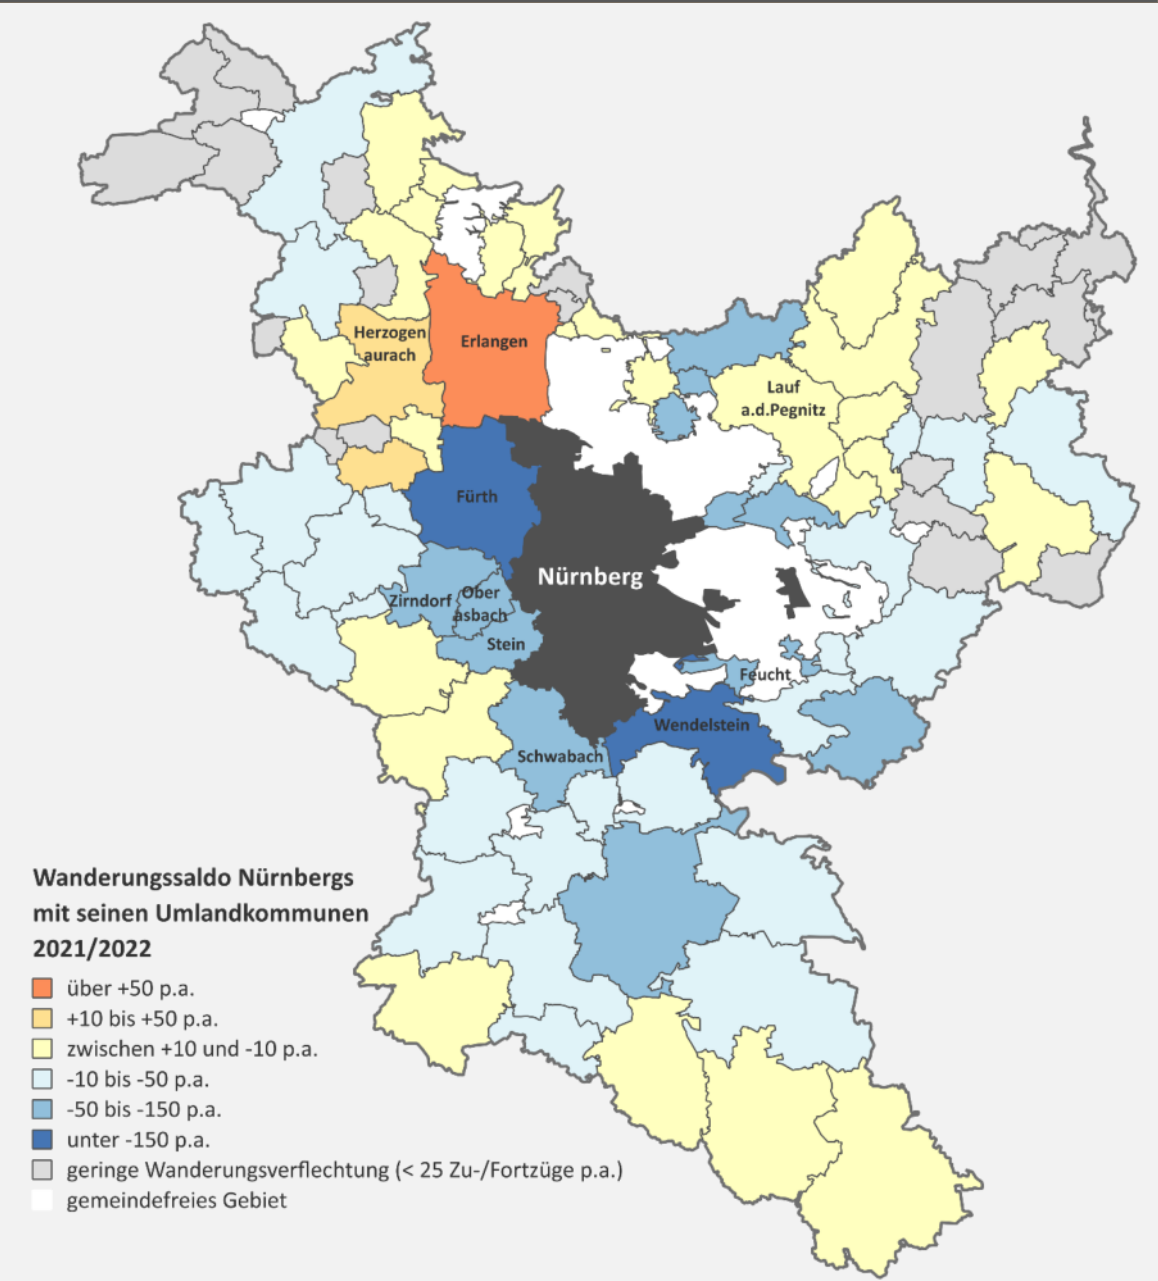 Herzogen
aurach
Erlangen
Lauf
a.d.Pegnitz
Fürth
Nürnberg
Zirndorf
Ober
asbach
Stein
Feucht
Wendelstein
Schwabach
Wanderungssaldo Nürnbergs
mit seinen Umlandkommunen
2021/2022
über +50 p.a.
+10 bis +50 p.a.
zwischen +10 und -10 p.a.
-10 bis -50 p.a.
-50 bis -150 p.a.
unter -150 p.a.
geringe Wanderungsverflechtung (< 25 Zu-/Fortzüge p.a.)
gemeindefreies Gebiet